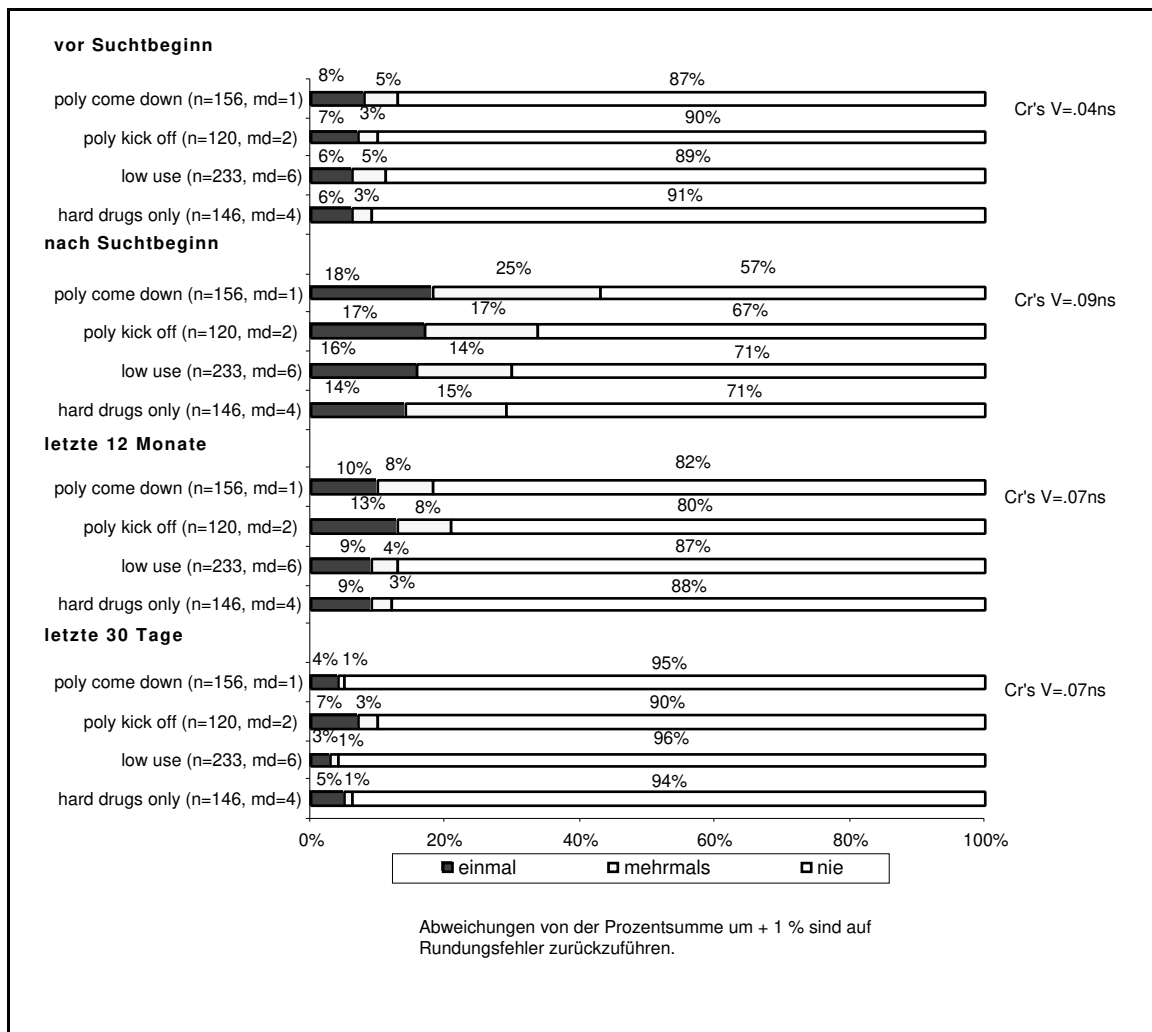 vor Suchtbeginn
8% 5% 87%
poly come down (n=156, md=1)
7% 3% 90%
Cr's V=.04ns
poly kick off (n=120, md=2)
6% 5% 89%
low use (n=233, md=6)
6% 3% 91%
hard drugs only (n=146, md=4)
nach Suchtbeginn
18% 25% 57%
poly come down (n=156, md=1)
Cr's V=.09ns
17% 17% 67%
poly kick off (n=120, md=2)
16% 14% 71%
low use (n=233, md=6)
14% 15% 71%
hard drugs only (n=146, md=4)
letzte 12 Monate
10% 8% 82%
poly come down (n=156, md=1)
Cr's V=.07ns
13% 8% 80%
poly kick off (n=120, md=2)
9% 4% 87%
low use (n=233, md=6)
9% 3% 88%
hard drugs only (n=146, md=4)
letzte 30 Tage
4% 1% 95%
poly come down (n=156, md=1)
Cr's V=.07ns
7% 3% 90%
poly kick off (n=120, md=2)
3% 1% 96%
low use (n=233, md=6)
5% 1% 94%
hard drugs only (n=146, md=4)
0% 20% 40% 60% 80% 100%
einmal mehrmals nie
Abweichungen von der Prozentsumme um + 1 % sind auf
Rundungsfehler zurückzuführen.